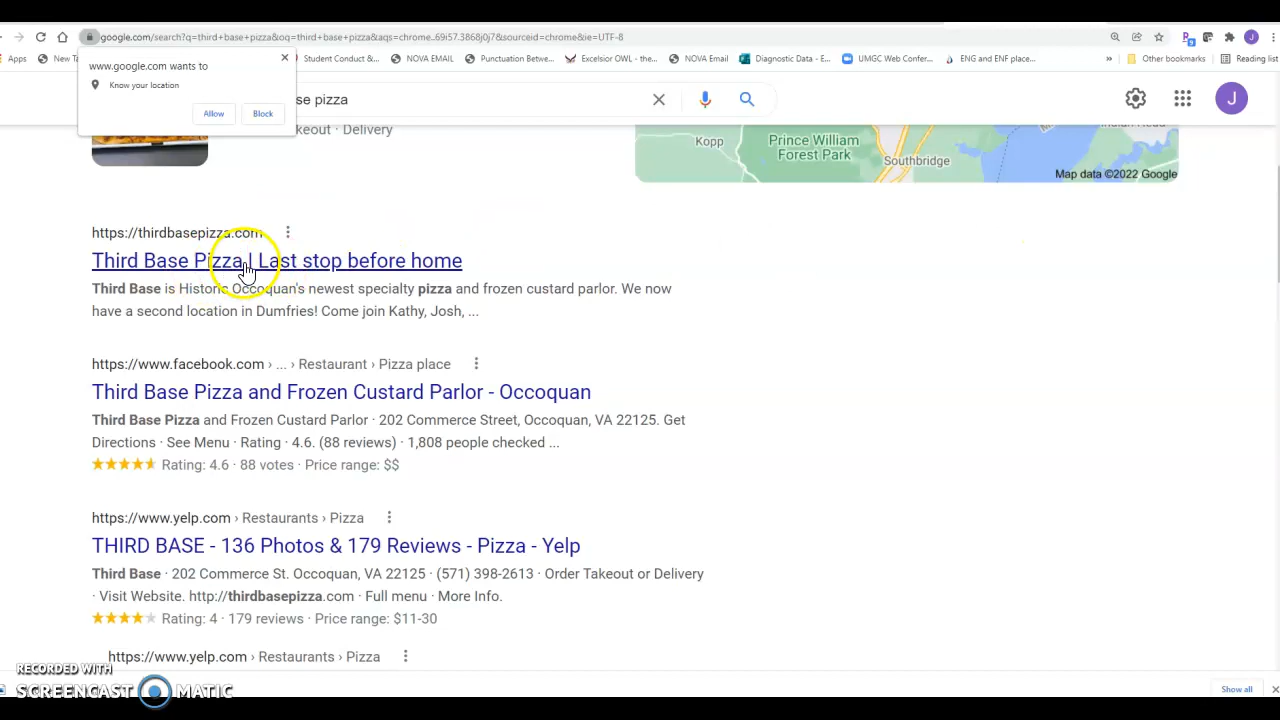 google.com/search?q=third+base+pizza&oq=third+base+pizza&aqs=chrome..69i57.3868j0j7&sourceid=chrome&ie=UTF-8
J
Apps
New Ta
Student Conduct &...
NOVA EMAIL
Punctuation Betwee...
Excelsior OWL - the...
NOVA Email
Diagnostic Data - E...
UMGC Web Confer...
ENG and ENF place...
»
Other bookmarks
Reading list
www.google.com wants to
Know your location
Allow
Block
se pizza
J
keout · Delivery
Kopp
Prince William
Forest Park
Southbridge
Map data ©2022 Google
https://thirdbasepizza.com
Third Base Pizza | Last stop before home
Third Base is Historic Occoquan's newest specialty pizza and frozen custard parlor. We now
have a second location in Dumfries! Come join Kathy, Josh, ...
https://www.facebook.com › ... › Restaurant › Pizza place
Third Base Pizza and Frozen Custard Parlor - Occoquan
Third Base Pizza and Frozen Custard Parlor · 202 Commerce Street, Occoquan, VA 22125. Get
Directions · See Menu · Rating · 4.6. (88 reviews) · 1,808 people checked ...
Rating: 4.6 · 88 votes · Price range: $$
https://www.yelp.com › Restaurants › Pizza
THIRD BASE - 136 Photos & 179 Reviews - Pizza - Yelp
Third Base · 202 Commerce St. Occoquan, VA 22125 · (571) 398-2613 · Order Takeout or Delivery
· Visit Website. http://thirdbasepizza.com · Full menu · More Info.
Rating: 4 · 179 reviews · Price range: $11-30
https://www.yelp.com › Restaurants › Pizza
RECORDED WITH
SCREENCAST MATIC
Show all